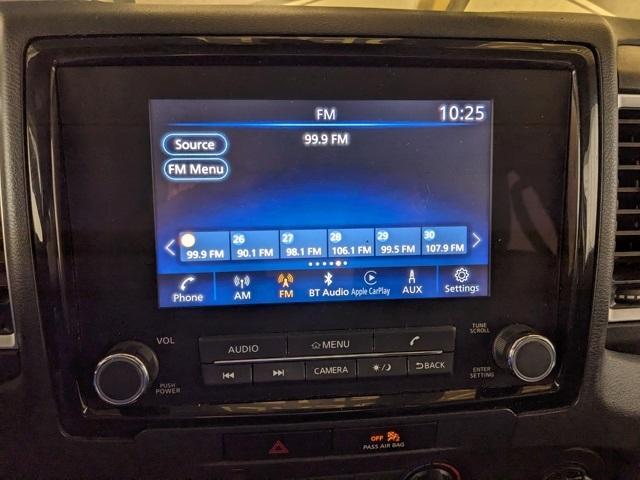 FM 10:25
Source
99.9 FM
FM Menu
26 27 28 29 30
99.9 FM 90.1 FM 98.1 FM 106.1 FM 99.5 FM 107.9 FM
Phone AM FM BT Audio Apple CarPlay AUX Settings
VOL
AUDIO MENU
TUNE
SCROLL
PUSH
POWER
CAMERA BACK
ENTER
SETTING
OFF
PASS AIR BAG